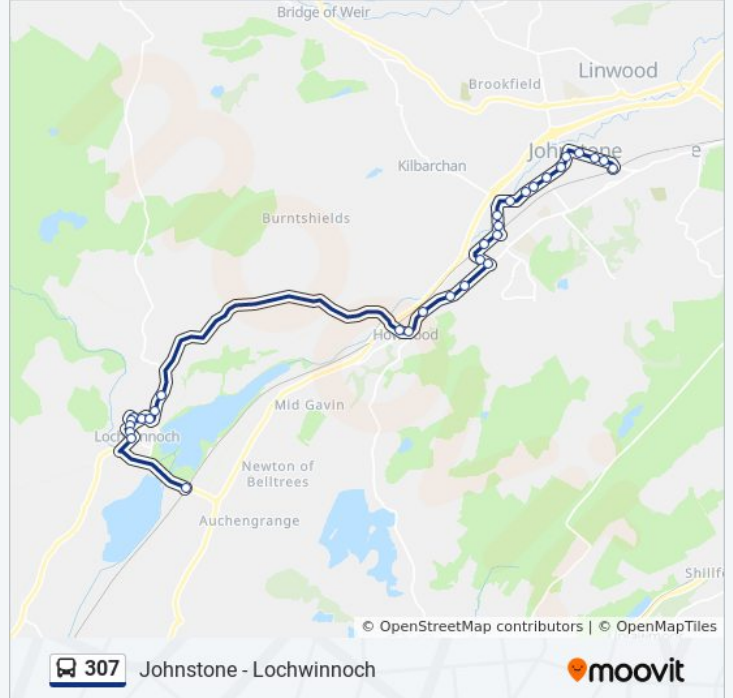 Bridge of Weir
Linwood
Brookfield
Johnstone
e
Kilbarchan
Burntshields
Howwood
Mid Gavin
Lochwinnoch
Newton of
Belltrees
Auchengrange
Shillf
© OpenStreetMap contributors | © OpenMapTiles
307 Johnstone - Lochwinnoch
moovit